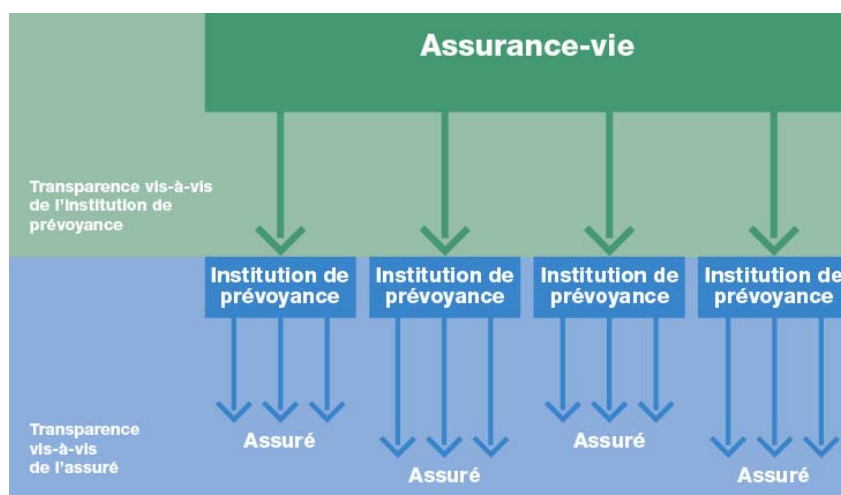 Assurance-vie
Transparence vis-à-vis
de l'institution de
prévoyance
Institution de
prévoyance
Institution de
prévoyance
Institution de
prévoyance
Institution de
prévoyance
Transparence
vis-à-vis
de l'assuré
Assuré
Assuré
Assuré
Assuré